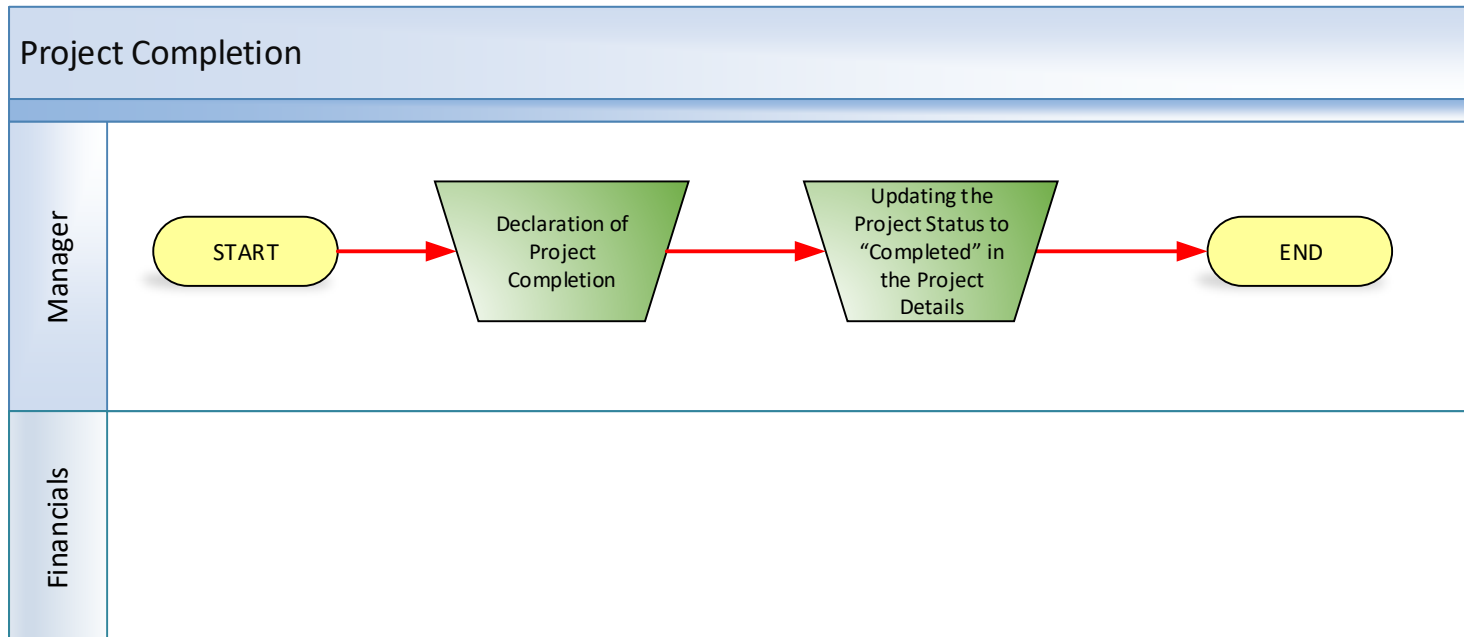 Project Completion
Manager
START
Declaration of
Project
Completion
Updating the
Project Status to
“Completed” in
the Project
Details
END
Financials